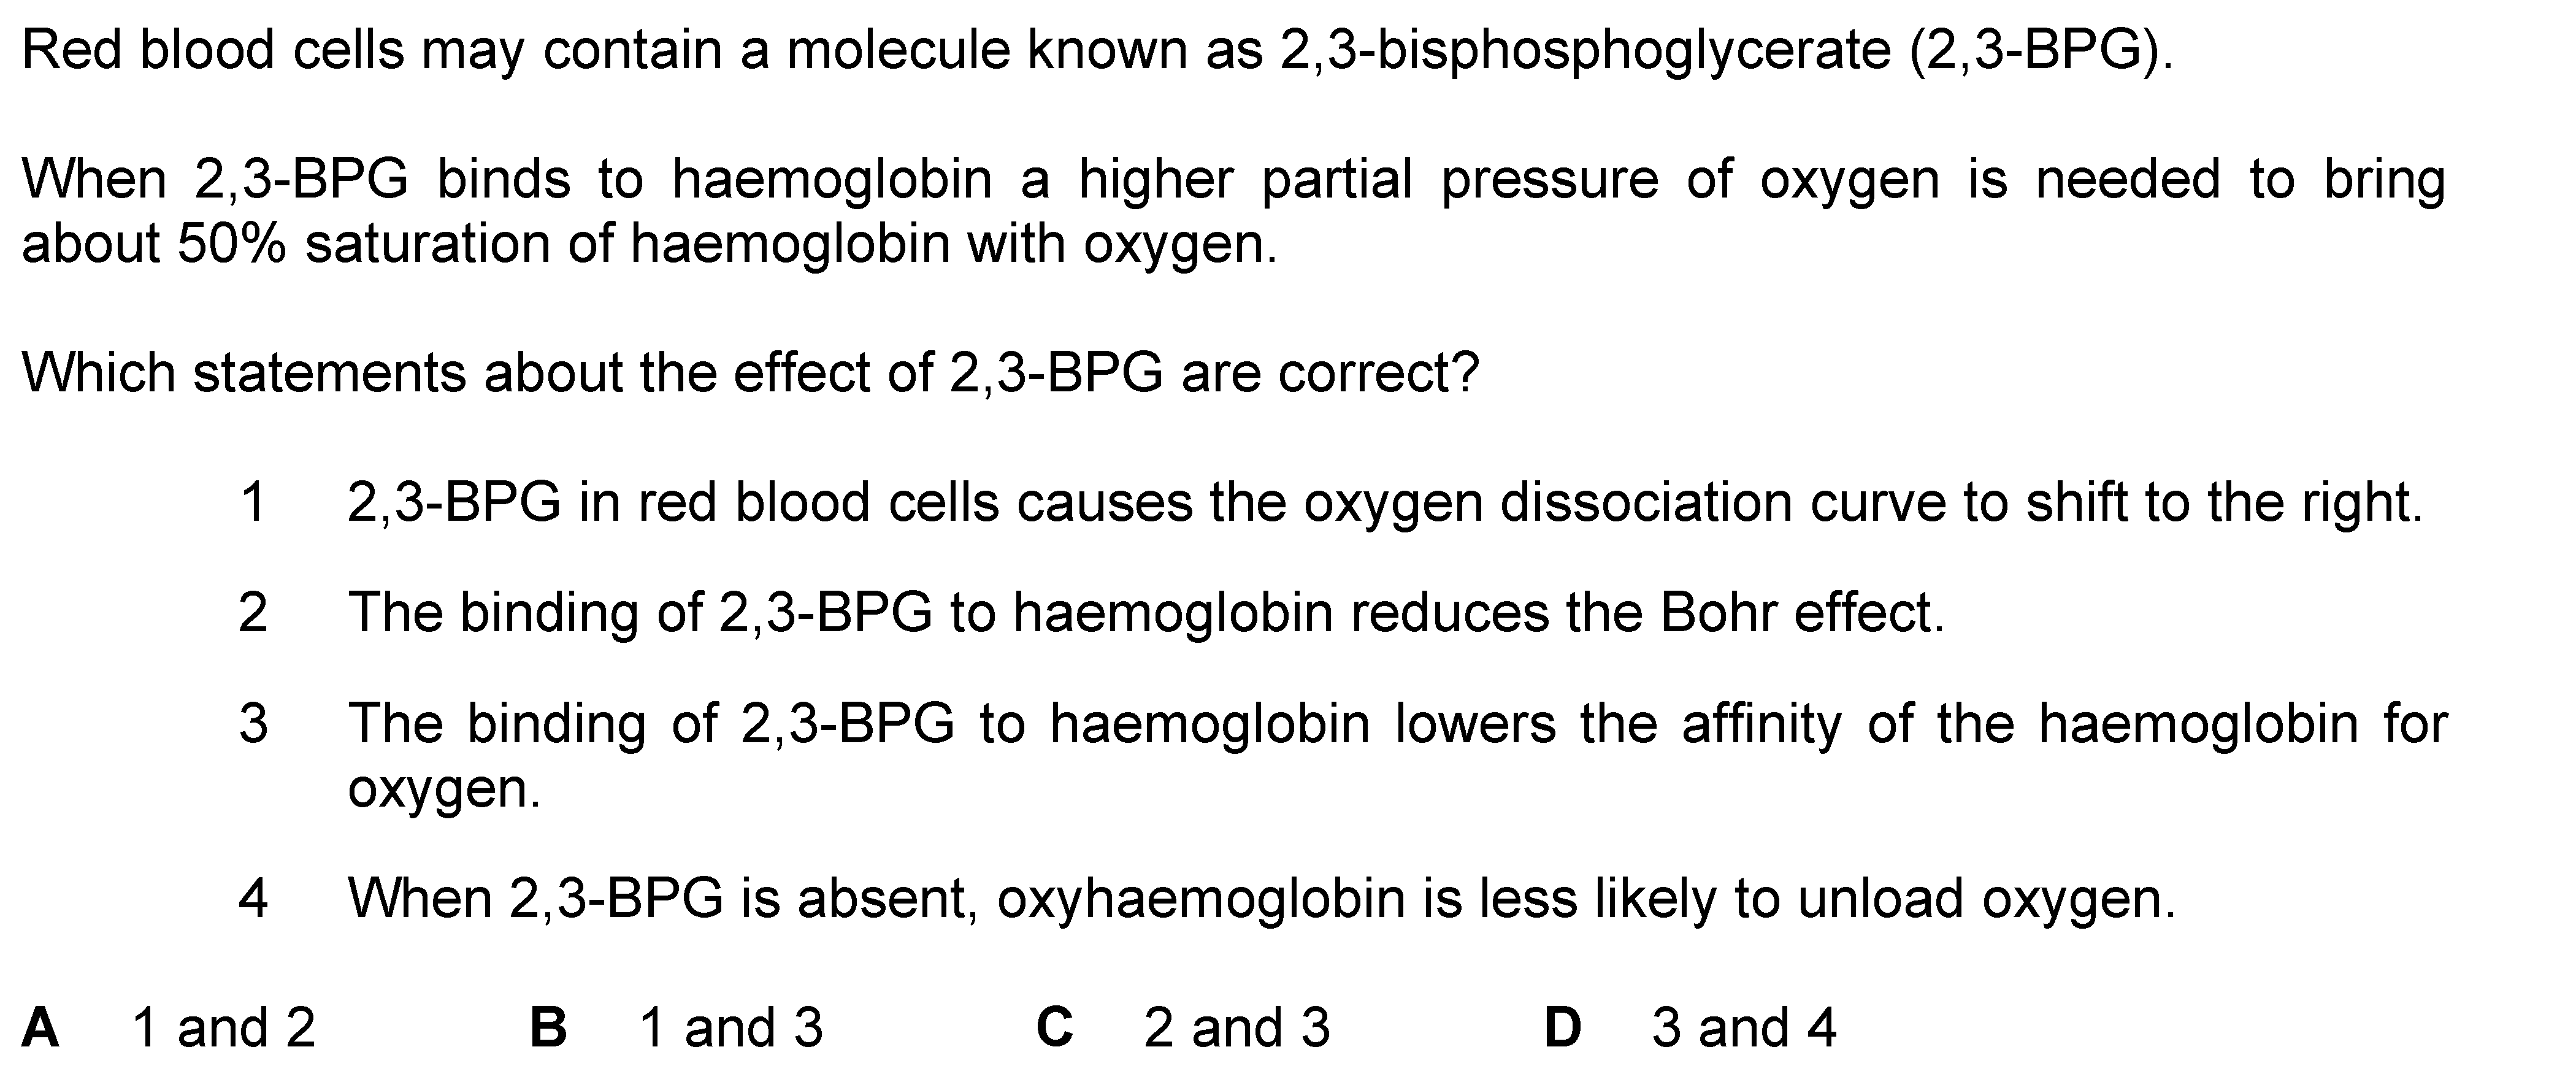 Red blood cells may contain a molecule known as 2,3-bisphosphoglycerate (2,3-BPG).
When 2,3-BPG binds to haemoglobin a higher partial pressure of oxygen is needed to bring
about 50% saturation of haemoglobin with oxygen.
Which statements about the effect of 2,3-BPG are correct?
1 2,3-BPG in red blood cells causes the oxygen dissociation curve to shift to the right.
2 The binding of 2,3-BPG to haemoglobin reduces the Bohr effect.
3 The binding of 2,3-BPG to haemoglobin lowers the affinity of the haemoglobin for
oxygen.
4 When 2,3-BPG is absent, oxyhaemoglobin is less likely to unload oxygen.
A 1 and 2 B 1 and 3 C 2 and 3 D 3 and 4